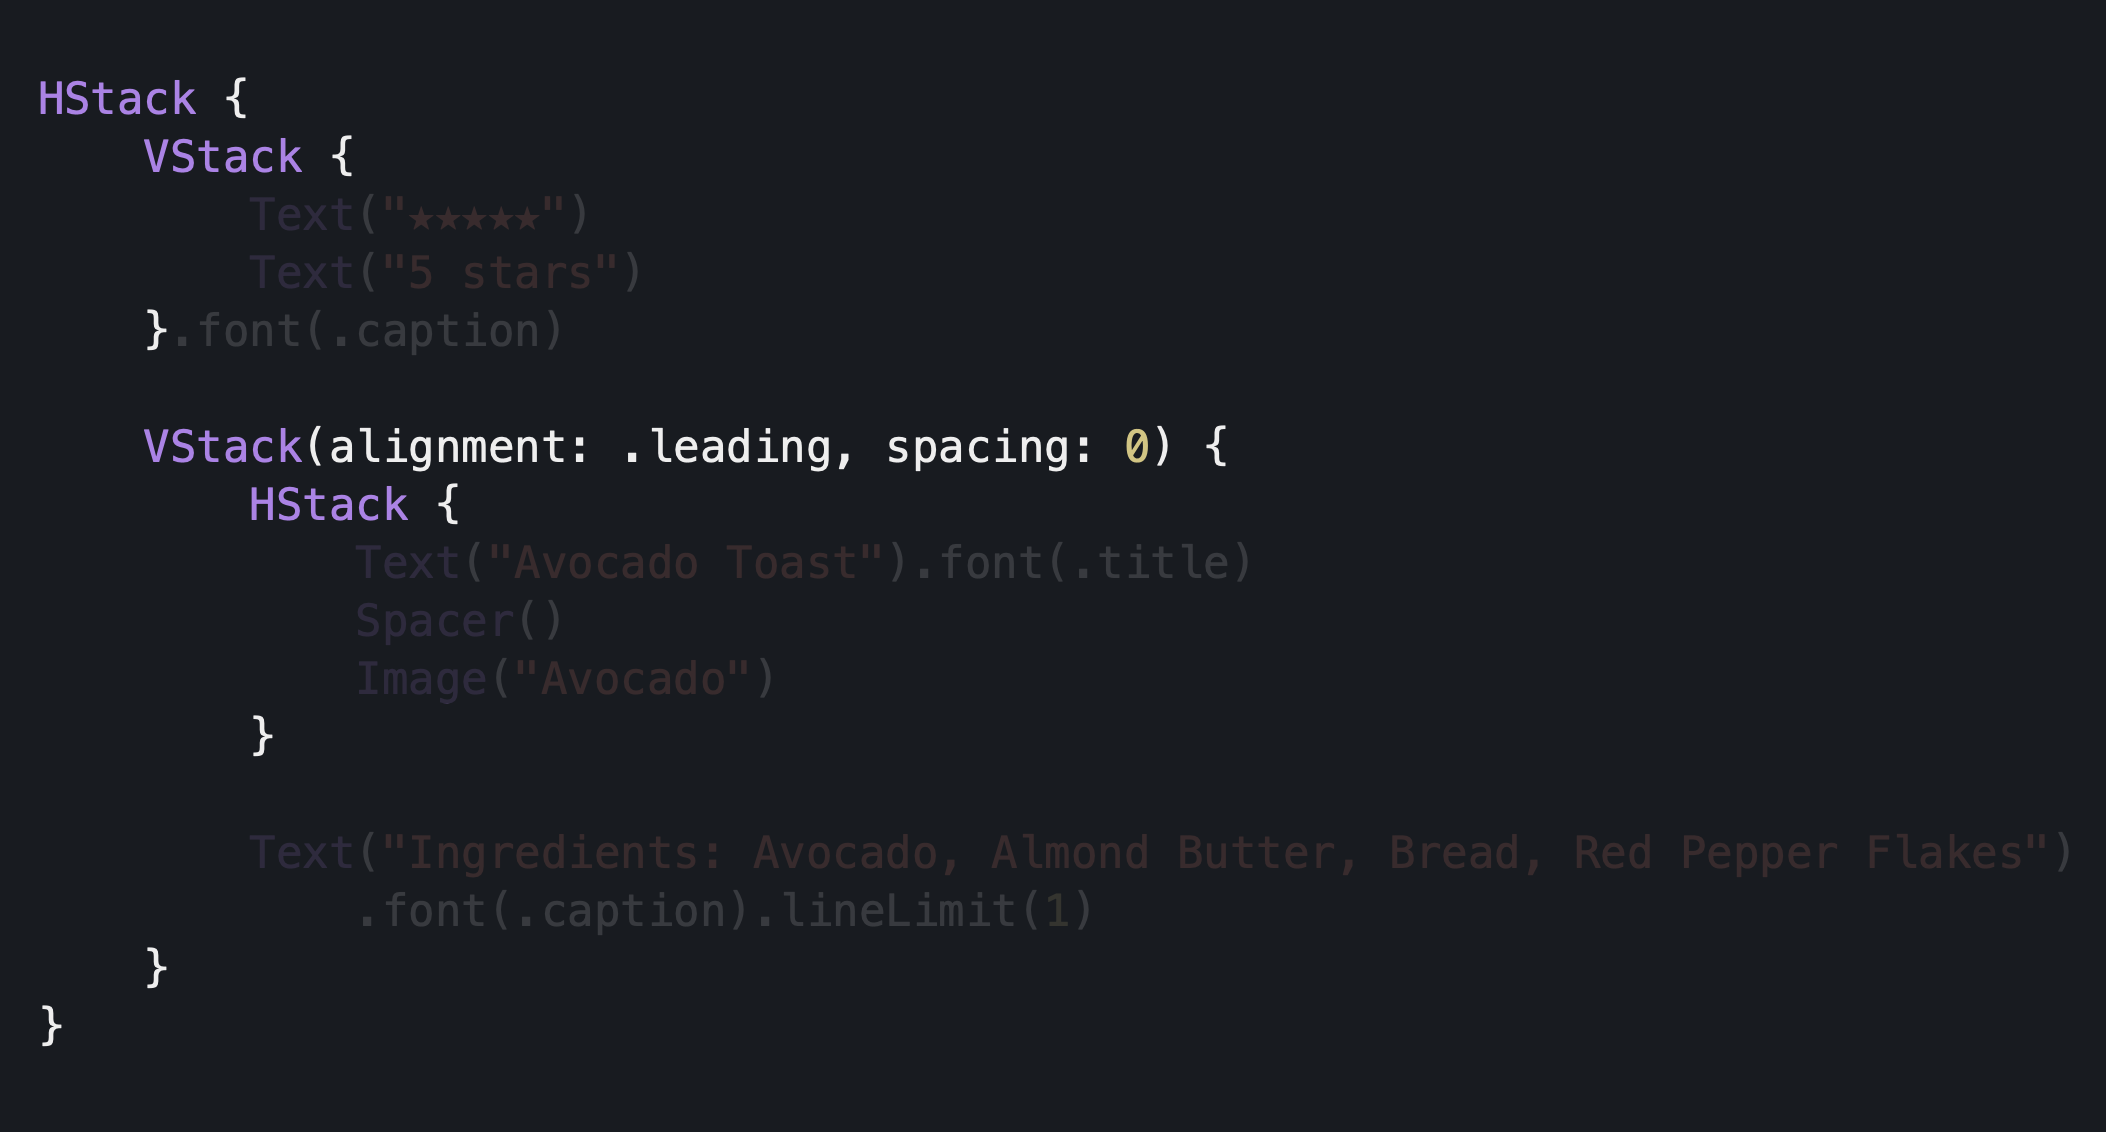 HStack {
    VStack {
        Text("★★★★★")
        Text("5 stars")
    }.font(.caption)

    VStack(alignment: .leading, spacing: 0) {
        HStack {
            Text("Avocado Toast").font(.title)
            Spacer()
            Image("Avocado")
        }

        Text("Ingredients: Avocado, Almond Butter, Bread, Red Pepper Flakes")
            .font(.caption).lineLimit(1)
    }
}